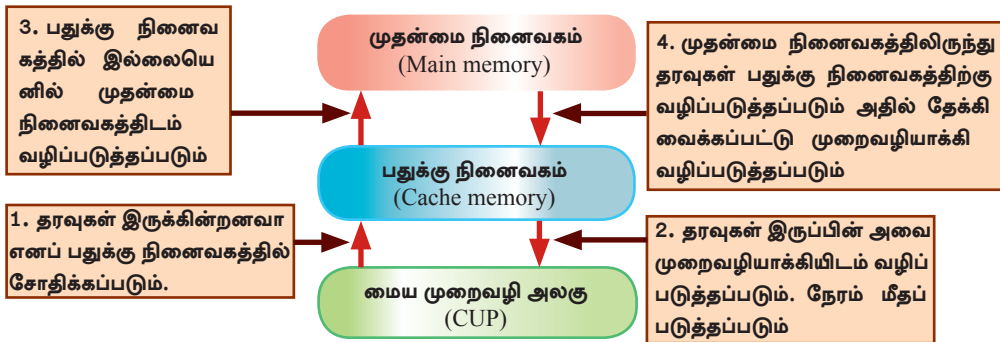 3. பதுக்கு நினைவ
கத்தில் இல்லையெ
னில் முதன்மை
நினைவகத்திடம்
வழிப்படுத்தப்படும்
முதன்மை நினைவகம்
(Main memory)
4. முதன்மை நினைவகத்திலிருந்து
தரவுகள் பதுக்கு நினைவகத்திற்கு
வழிப்படுத்தப்படும் அதில் தேக்கி
வைக்கப்பட்டு முறைவழியாக்கி
வழிப்படுத்தப்படும்
பதுக்கு நினைவகம்
(Cache memory)
1. தரவுகள் இருக்கின்றனவா
எனப் பதுக்கு நினைவகத்தில்
சோதிக்கப்படும்.
2. தரவுகள் இருப்பின் அவை
முறைவழியாக்கியிடம் வழிப்
படுத்தப்படும். நேரம் மீதப்
படுத்தப்படும்
மைய முறைவழி அலகு
(CUP)